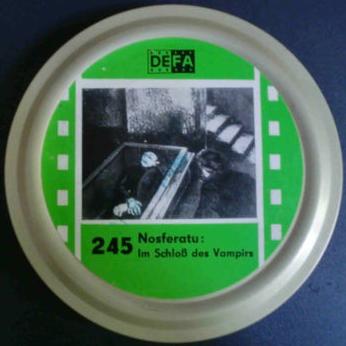 DEFA
245 Nosferatu:
Im Schloß des Vampirs